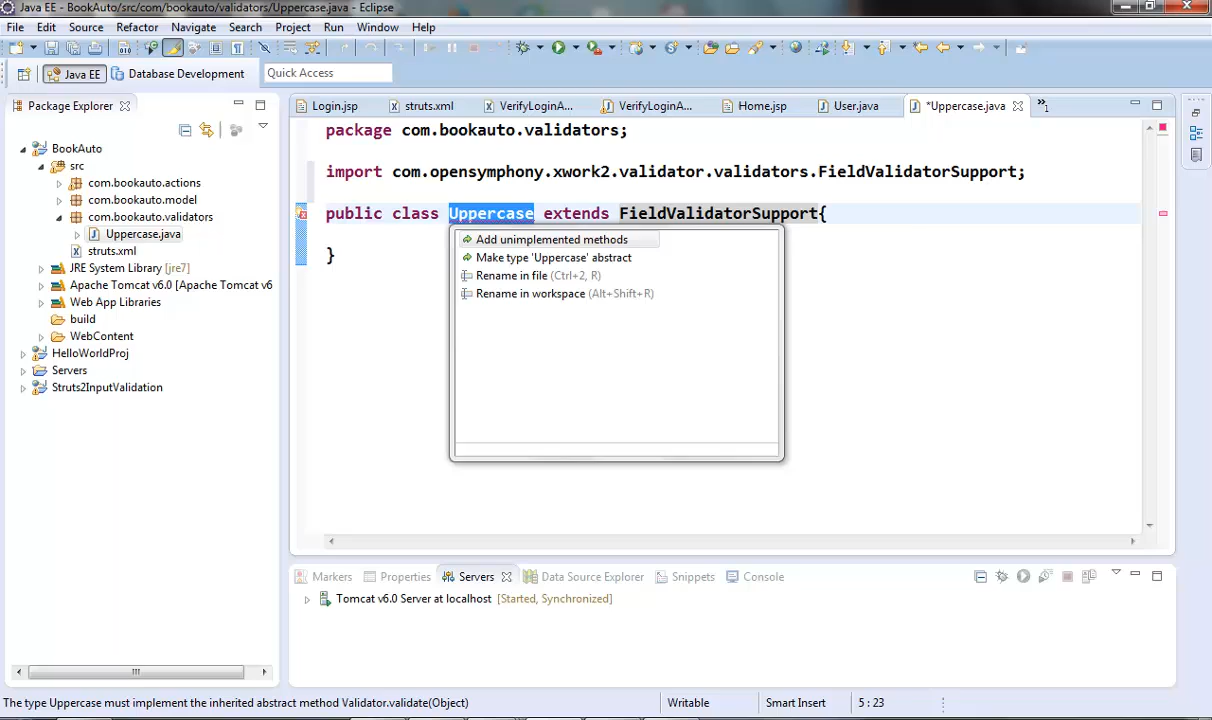 Java EE - BookAuto/src/com/bookauto/validators/Uppercase.java - Eclipse
File Edit Source Refactor Navigate Search Project Run Window Help
Java EE Database Development Quick Access
Package Explorer
BookAuto
src
com.bookauto.actions
com.bookauto.model
com.bookauto.validators
Uppercase.java
struts.xml
JRE System Library [jre7]
Apache Tomcat v6.0 [Apache Tomcat v6
Web App Libraries
build
WebContent
HelloWorldProj
Servers
Struts2InputValidation
Login.jsp struts.xml VerifyLoginA... VerifyLoginA... Home.jsp User.java *Uppercase.java »1
package com.bookauto.validators;
import com.opensymphony.xwork2.validator.validators.FieldValidatorSupport;
public class Uppercase extends FieldValidatorSupport{
}
Add unimplemented methods
Make type 'Uppercase' abstract
Rename in file (Ctrl+2, R)
Rename in workspace (Alt+Shift+R)
Markers Properties Servers Data Source Explorer Snippets Console
Tomcat v6.0 Server at localhost [Started, Synchronized]
The type Uppercase must implement the inherited abstract method Validator.validate(Object) Writable Smart Insert 5 : 23